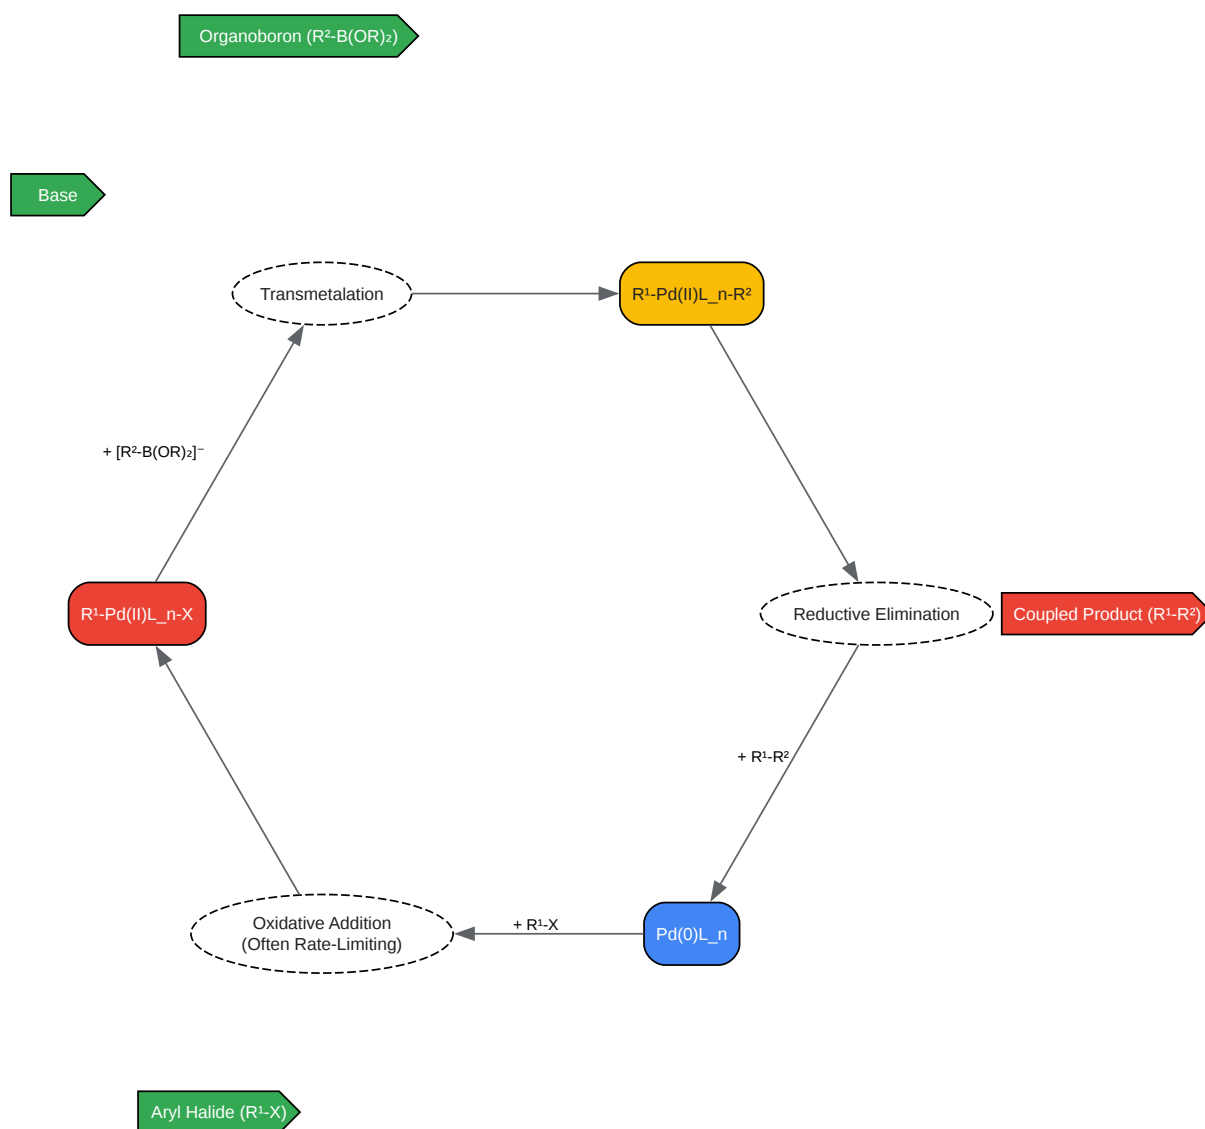 Organoboron (R²-B(OR)₂)
Base
Transmetalation
R¹-Pd(II)L_n-R²
+ [R²-B(OR)₂]⁻
R¹-Pd(II)L_n-X
Reductive Elimination
Coupled Product (R¹-R²)
+ R¹-R²
Oxidative Addition
(Often Rate-Limiting)
+ R¹-X
Pd(0)L_n
Aryl Halide (R¹-X)